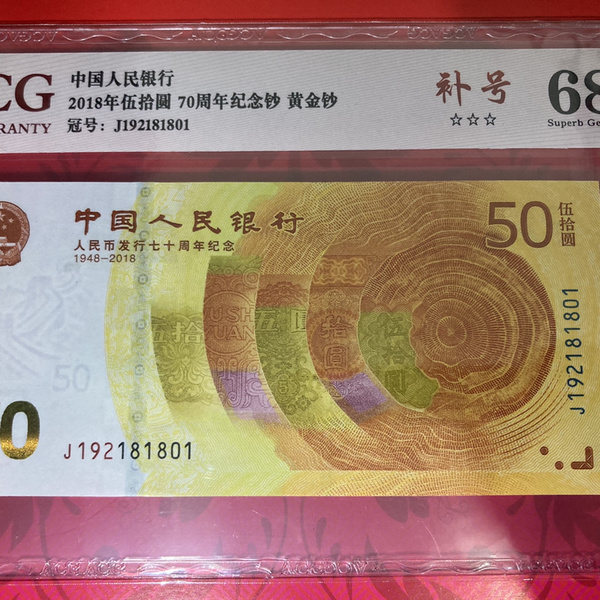 CG
RRANTY
中国人民银行
2018年伍拾圆 70周年纪念钞 黄金钞
冠号：J192181801
补号
☆☆☆
68
Superb Ge
中国人民银行
人民币发行七十周年纪念
1948-2018
50
伍拾圆
50
0
J192181801
J192181801